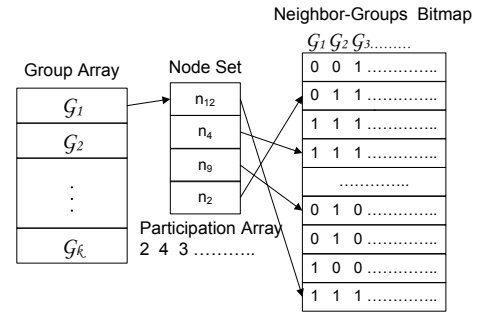 Neighbor-Groups Bitmap
G1 G2 G3.........
Group Array
Node Set
G1
G2
.
.
.
Gk
n12
n4
n9
n2
Participation Array
2 4 3 ...........
0 0 1 ..............
0 1 1 ..............
1 1 1 ..............
1 1 1 ..............
..............
0 1 0 ..............
0 1 0 ..............
1 0 0 ..............
1 1 1 ..............